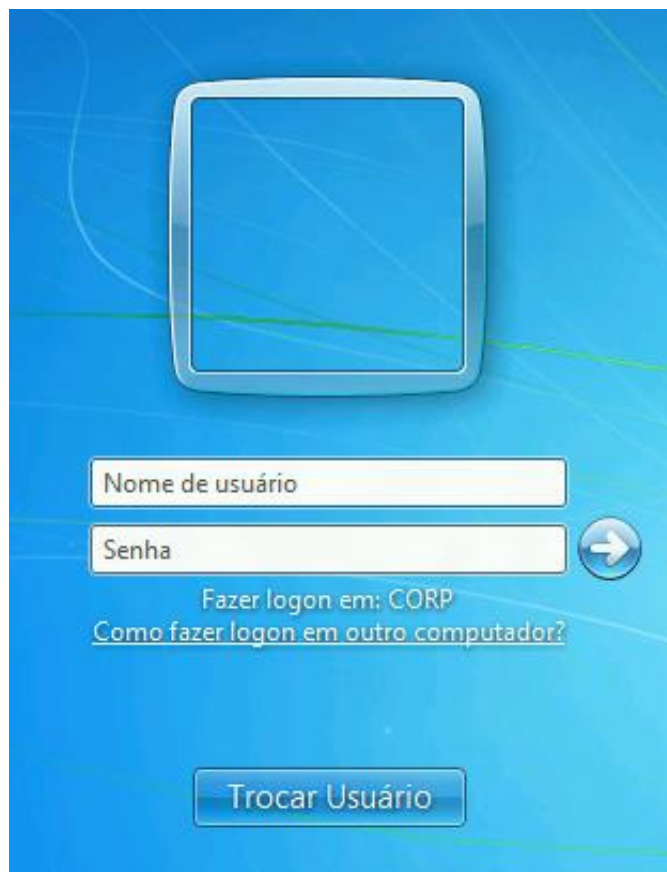 Nome de usuário
Senha
Fazer logon em: CORP
Como fazer logon em outro computador?
Trocar Usuário